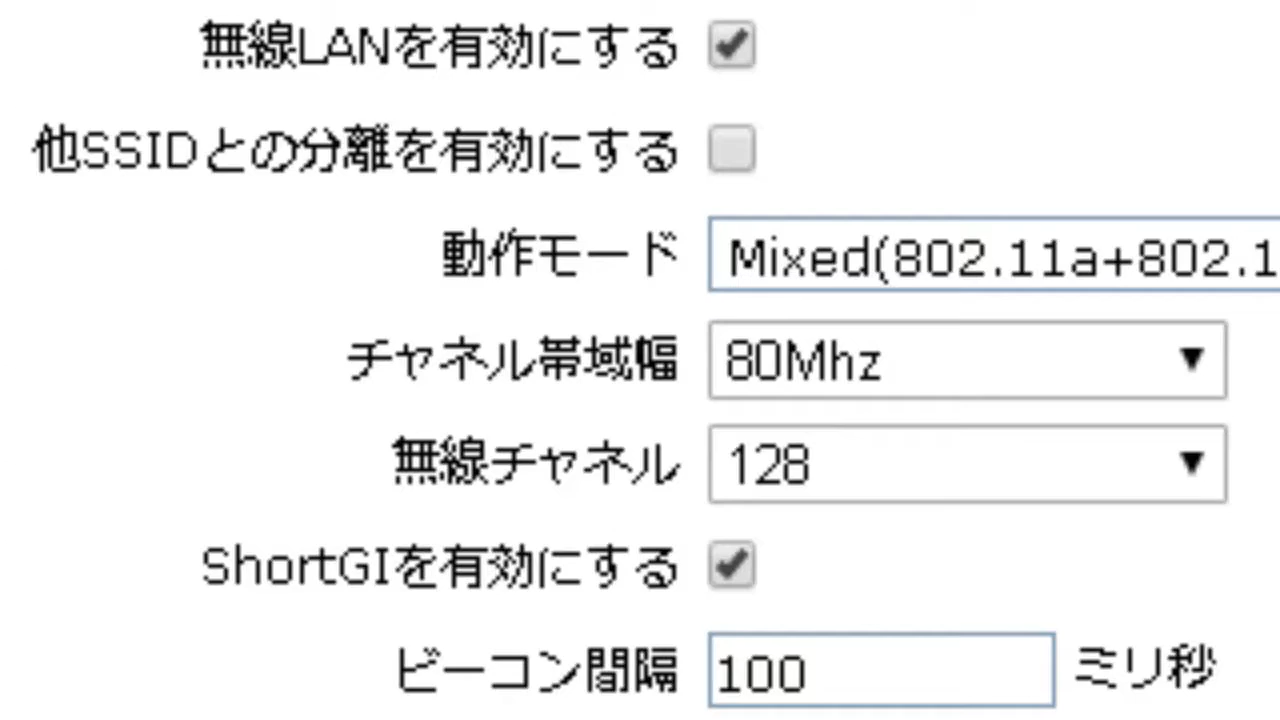 無線LANを有効にする
他SSIDとの分離を有効にする
動作モード Mixed(802.11a+802.1
チャネル帯域幅 80Mhz
無線チャネル 128
ShortGIを有効にする
ビーコン間隔 100 ミリ秒